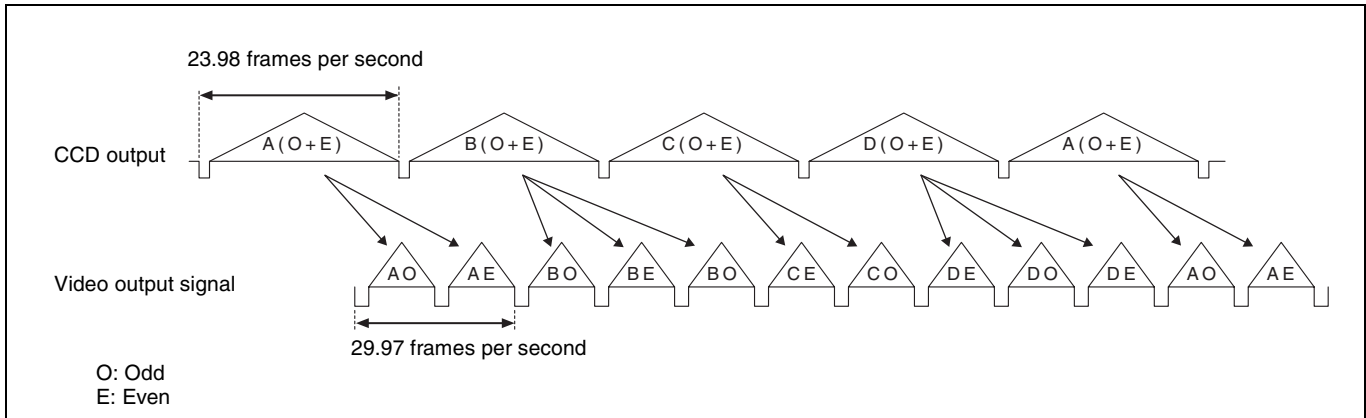 23.98 frames per second
CCD output
A(O+E) B(O+E) C(O+E) D(O+E) A(O+E)
Video output signal
AO AE BO BE BO CE CO DE DO DE AO AE
29.97 frames per second
O: Odd
E: Even